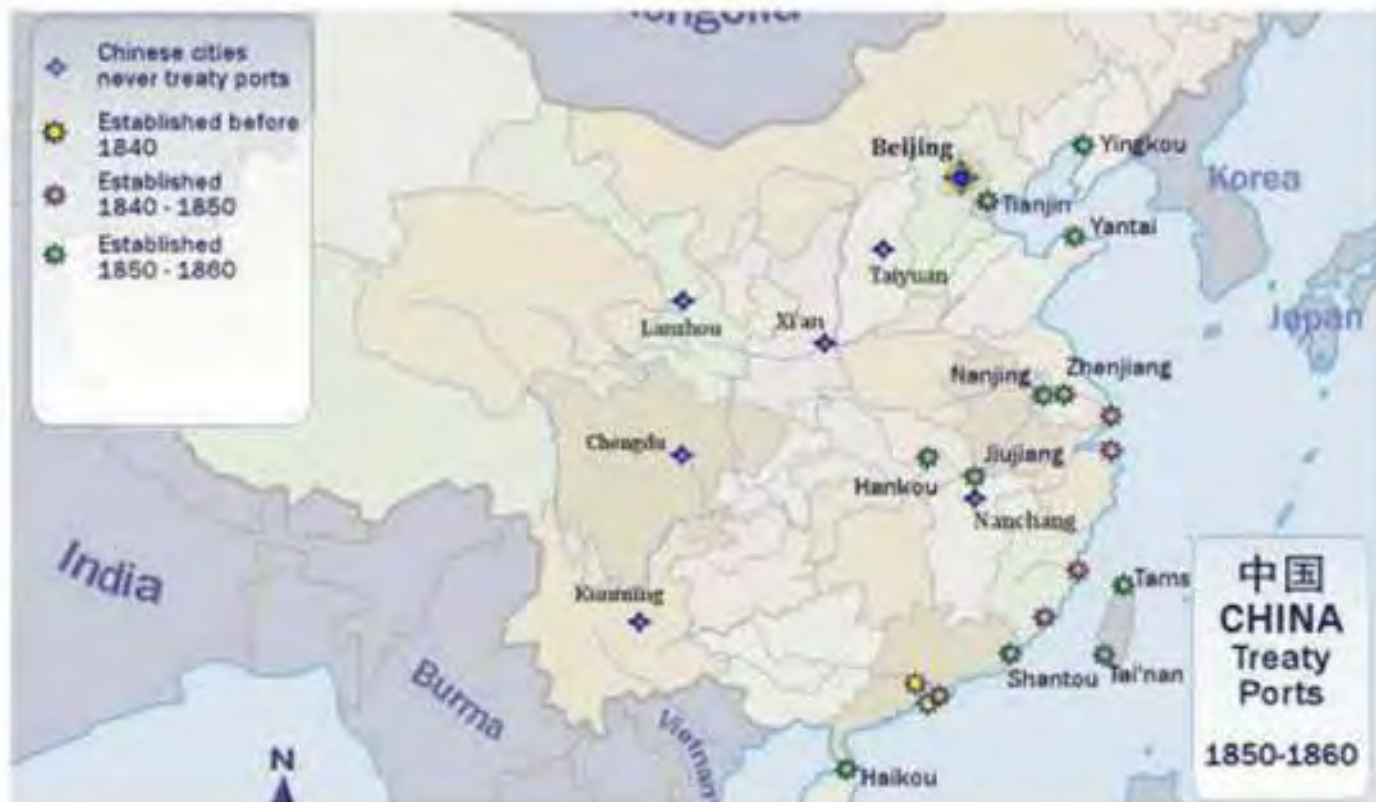 Chinese cities
never treaty ports
Established before
1840
Established
1840 - 1850
Established
1850 - 1860
Beijing
Yingkou
Korea
Tianjin
Yantai
Taiyuan
Lanzhou
Xi'an
Japan
Nanjing
Zhenjiang
Chengdu
Hankou
Jiujiang
Nanchang
India
Kunming
Tams
Burma
Shantou
Tai'nan
Vietnam
Haikou
N
中国
CHINA
Treaty
Ports
1850-1860